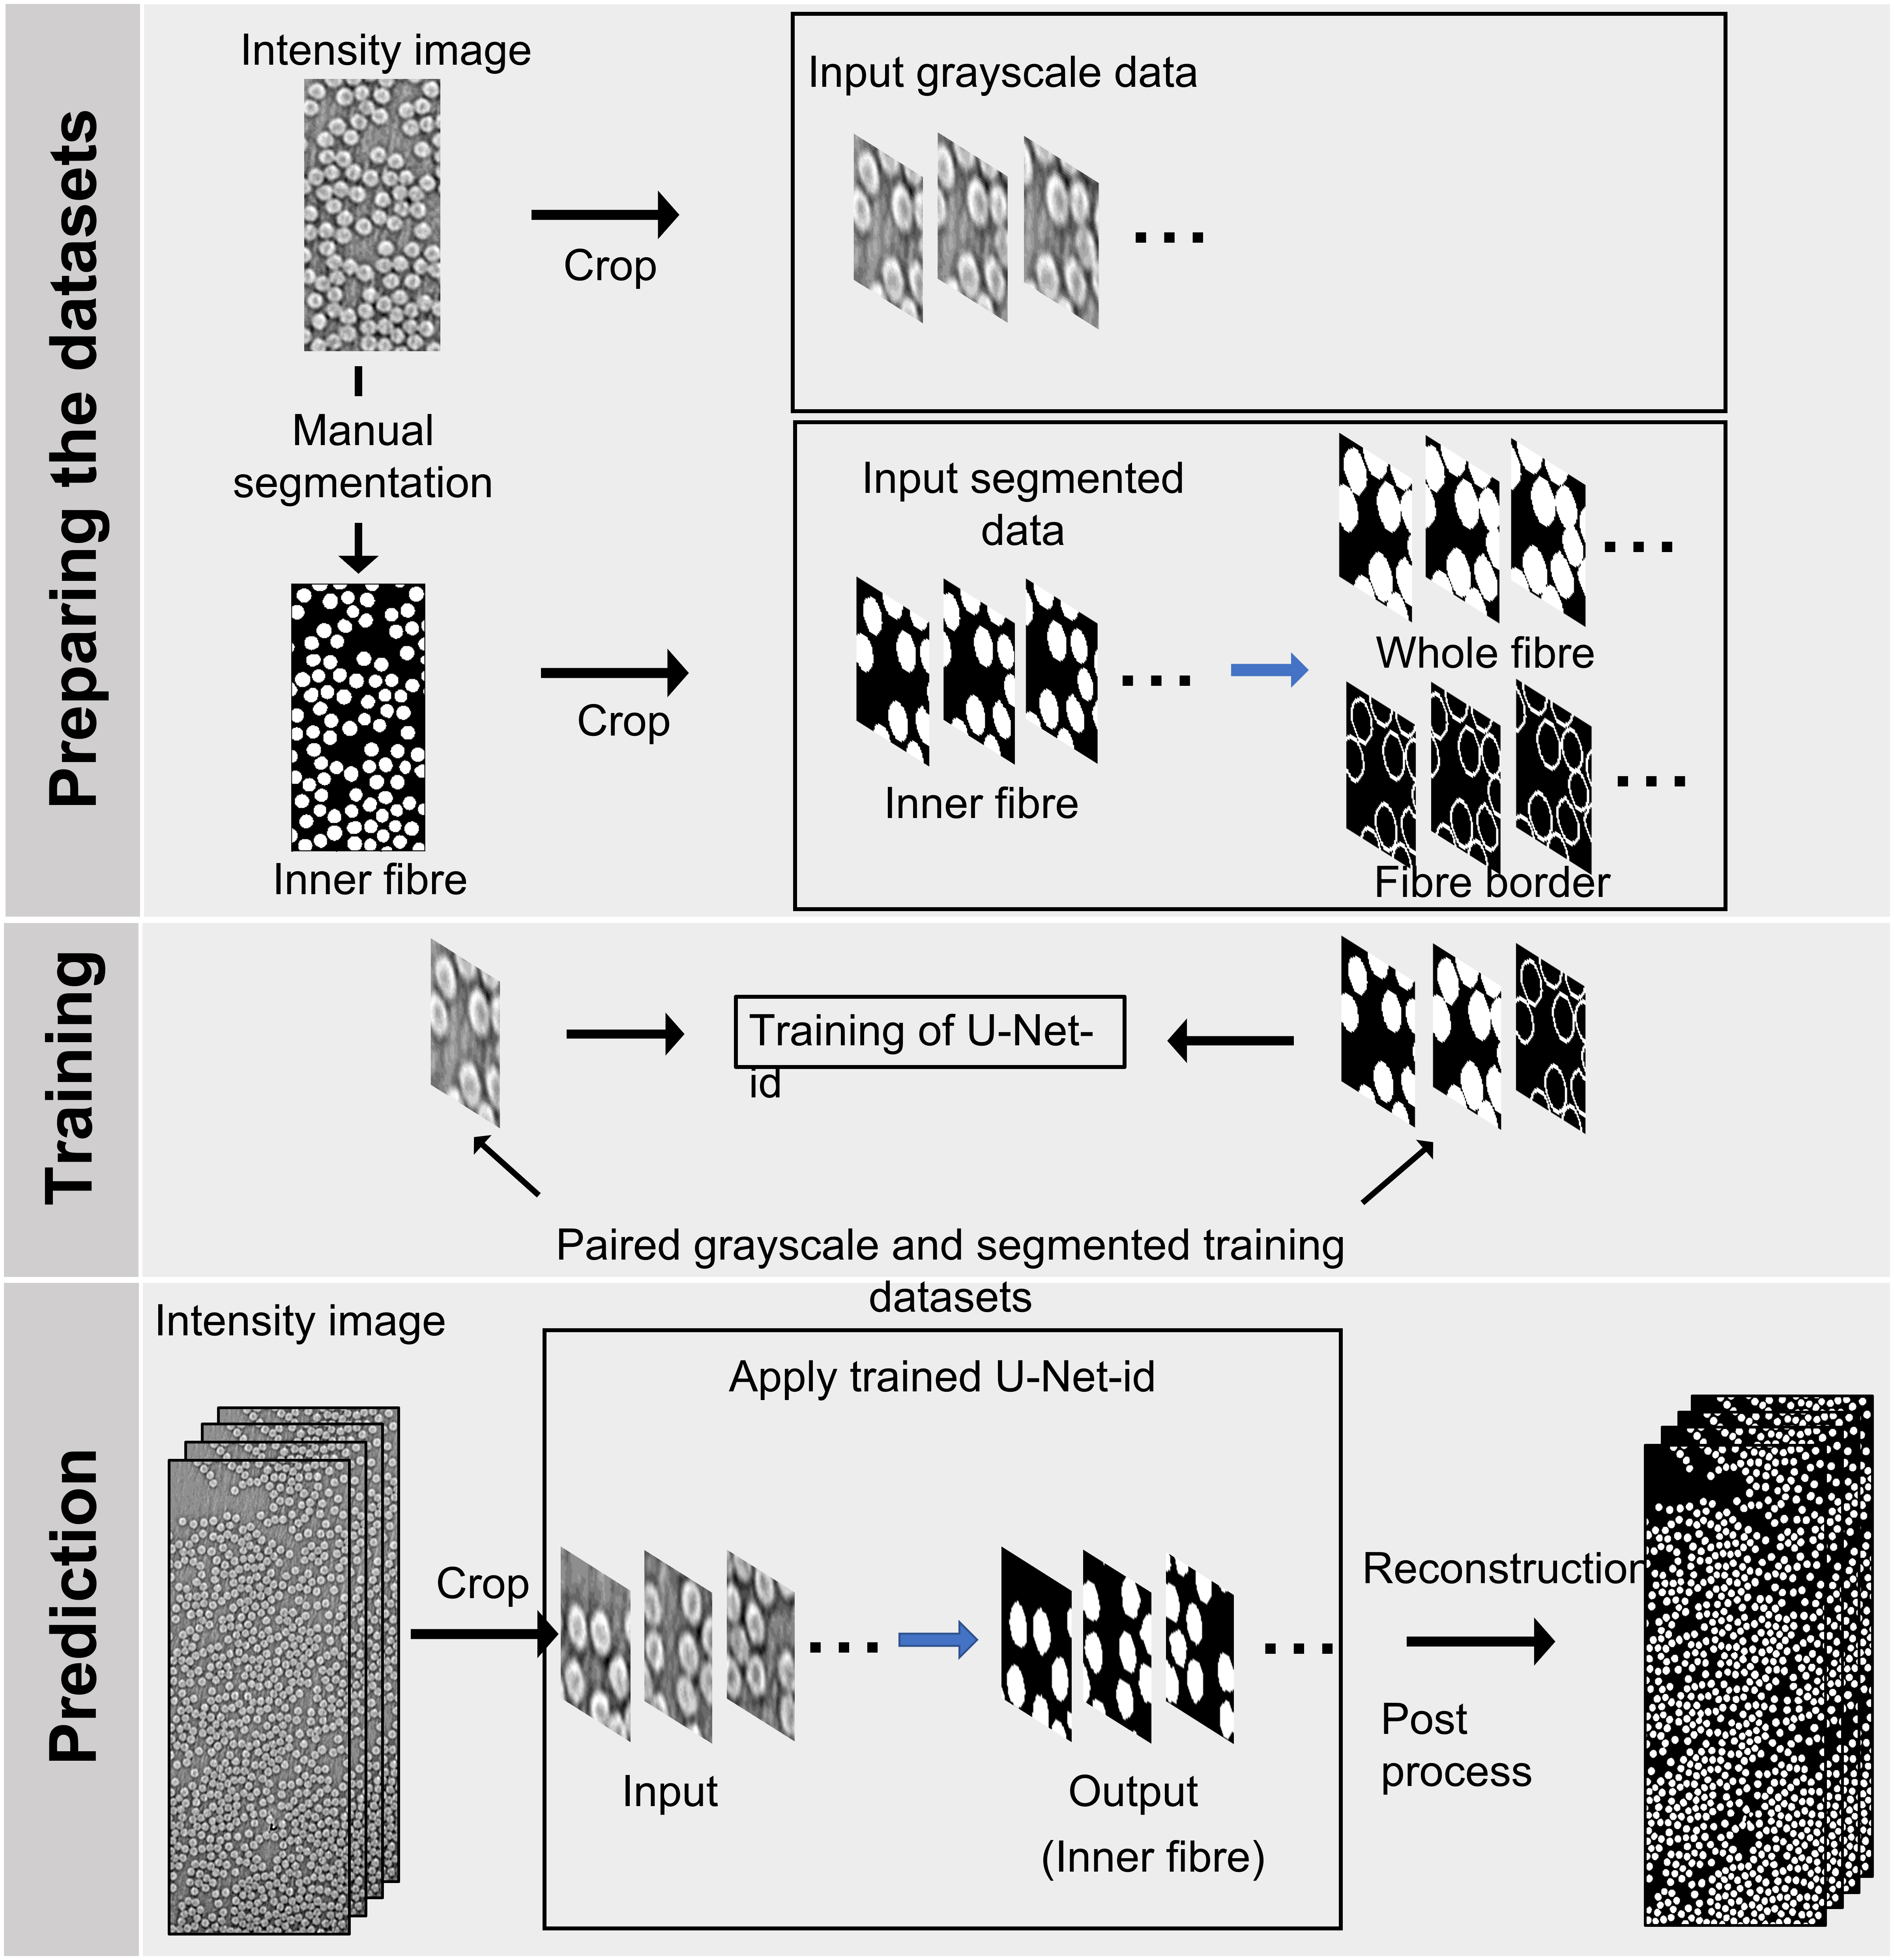 Preparing the datasets
Intensity image
Crop
Input grayscale data
Manual
segmentation
Inner fibre
Crop
Input segmented
data
Inner fibre
Whole fibre
Fibre border
Training
Training of U-Net-
id
Paired grayscale and segmented training
datasets
Prediction
Intensity image
Crop
Apply trained U-Net-id
Input
Output
(Inner fibre)
Reconstruction
Post
process